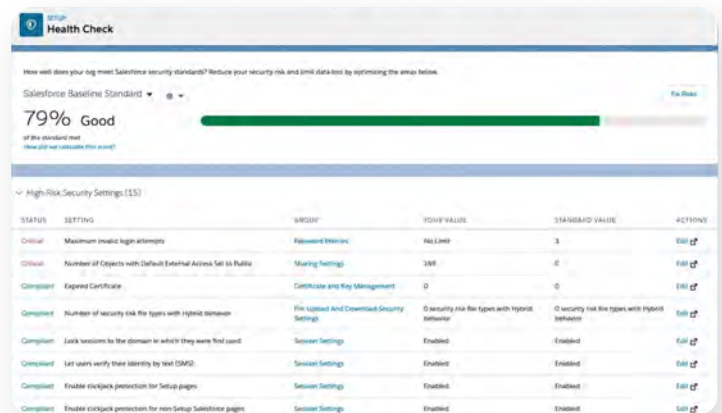 SETUP
Health Check
How well does your org meet Salesforce security standards? Reduce your security risk and limit data lost by optimizing the areas below.
Salesforce Baseline Standard
Fix Risks
79% Good
of the standard met
How did we calculate this score?
High-Risk Security Settings (15)
STATUS SETTING GROUP YOUR VALUE STANDARD VALUE ACTIONS
Critical Maximum invalid login attempts Password Policies No Limit 3 Edit
Critical Number of Objects with Default External Access Set to Public Sharing Settings 0 Edit
Compliant Expired Certificate Certificate and Key Management 0 0 Edit
Compliant Number of security risk file types with Hybrid behavior File Upload And Download Security Settings 0 security risk file types with Hybrid behavior 0 security risk file types with Hybrid behavior Edit
Compliant Lock sessions to the domain in which they were first used Session Settings Enabled Enabled Edit
Compliant Let users verify their identity by text (SMS) Session Settings Enabled Enabled Edit
Compliant Enable clickjack protection for Setup pages Session Settings Enabled Enabled Edit
Compliant Enable clickjack protection for non-Setup Salesforce pages Session Settings Enabled Enabled Edit